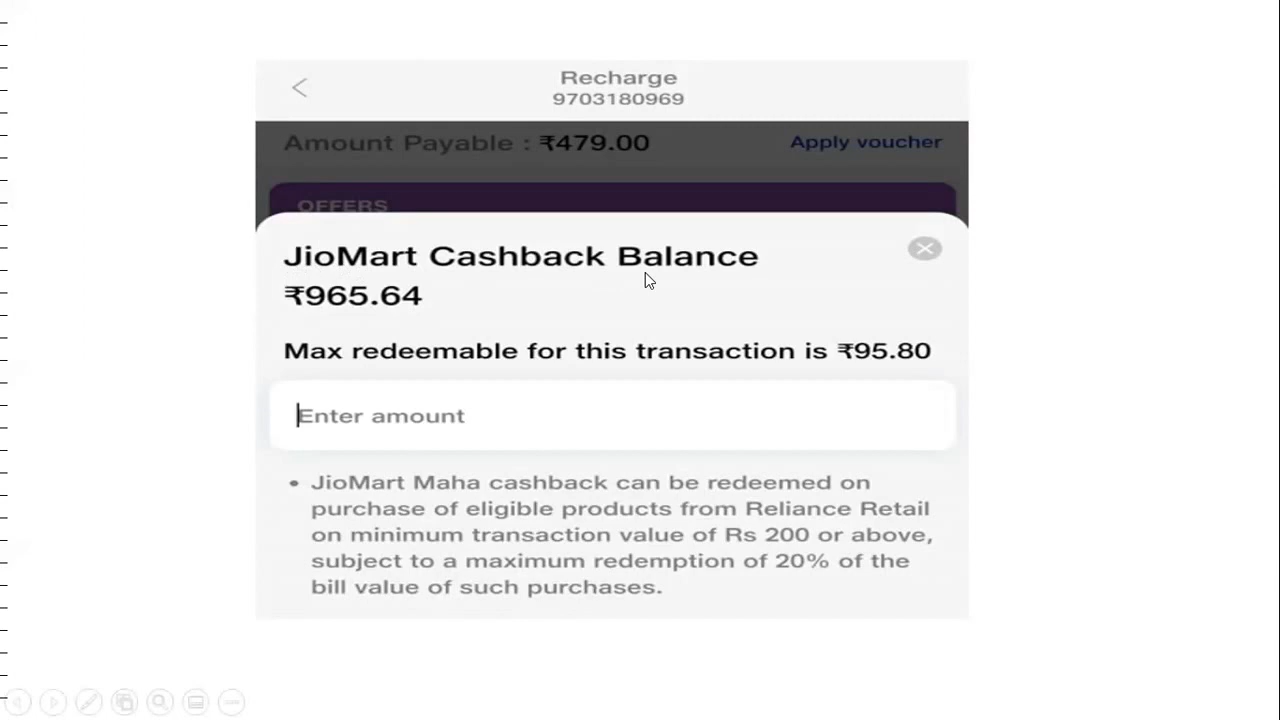 Recharge
9703180969
Amount Payable : ₹479.00 Apply voucher
OFFERS
JioMart Cashback Balance
₹965.64
Max redeemable for this transaction is ₹95.80
Enter amount
• JioMart Maha cashback can be redeemed on
purchase of eligible products from Reliance Retail
on minimum transaction value of Rs 200 or above,
subject to a maximum redemption of 20% of the
bill value of such purchases.